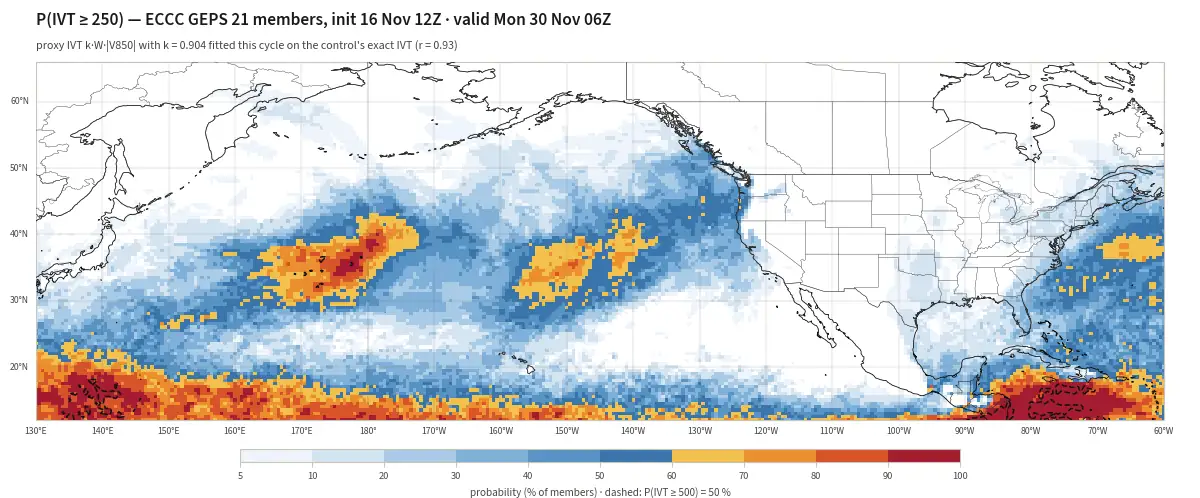 P(IVT ≥ 250) — ECCC GEPS 21 members, init 16 Nov 12Z · valid Mon 30 Nov 06Z
proxy IVT k·W·|V850| with k = 0.904 fitted this cycle on the control's exact IVT (r = 0.93)
60°N
50°N
40°N
30°N
20°N
130°E 140°E 150°E 160°E 170°E 180° 170°W 160°W 150°W 140°W 130°W 120°W 110°W 100°W 90°W 80°W 70°W 60°W
5 10 20 30 40 50 60 70 80 90 100
probability (% of members) · dashed: P(IVT ≥ 500) = 50 %